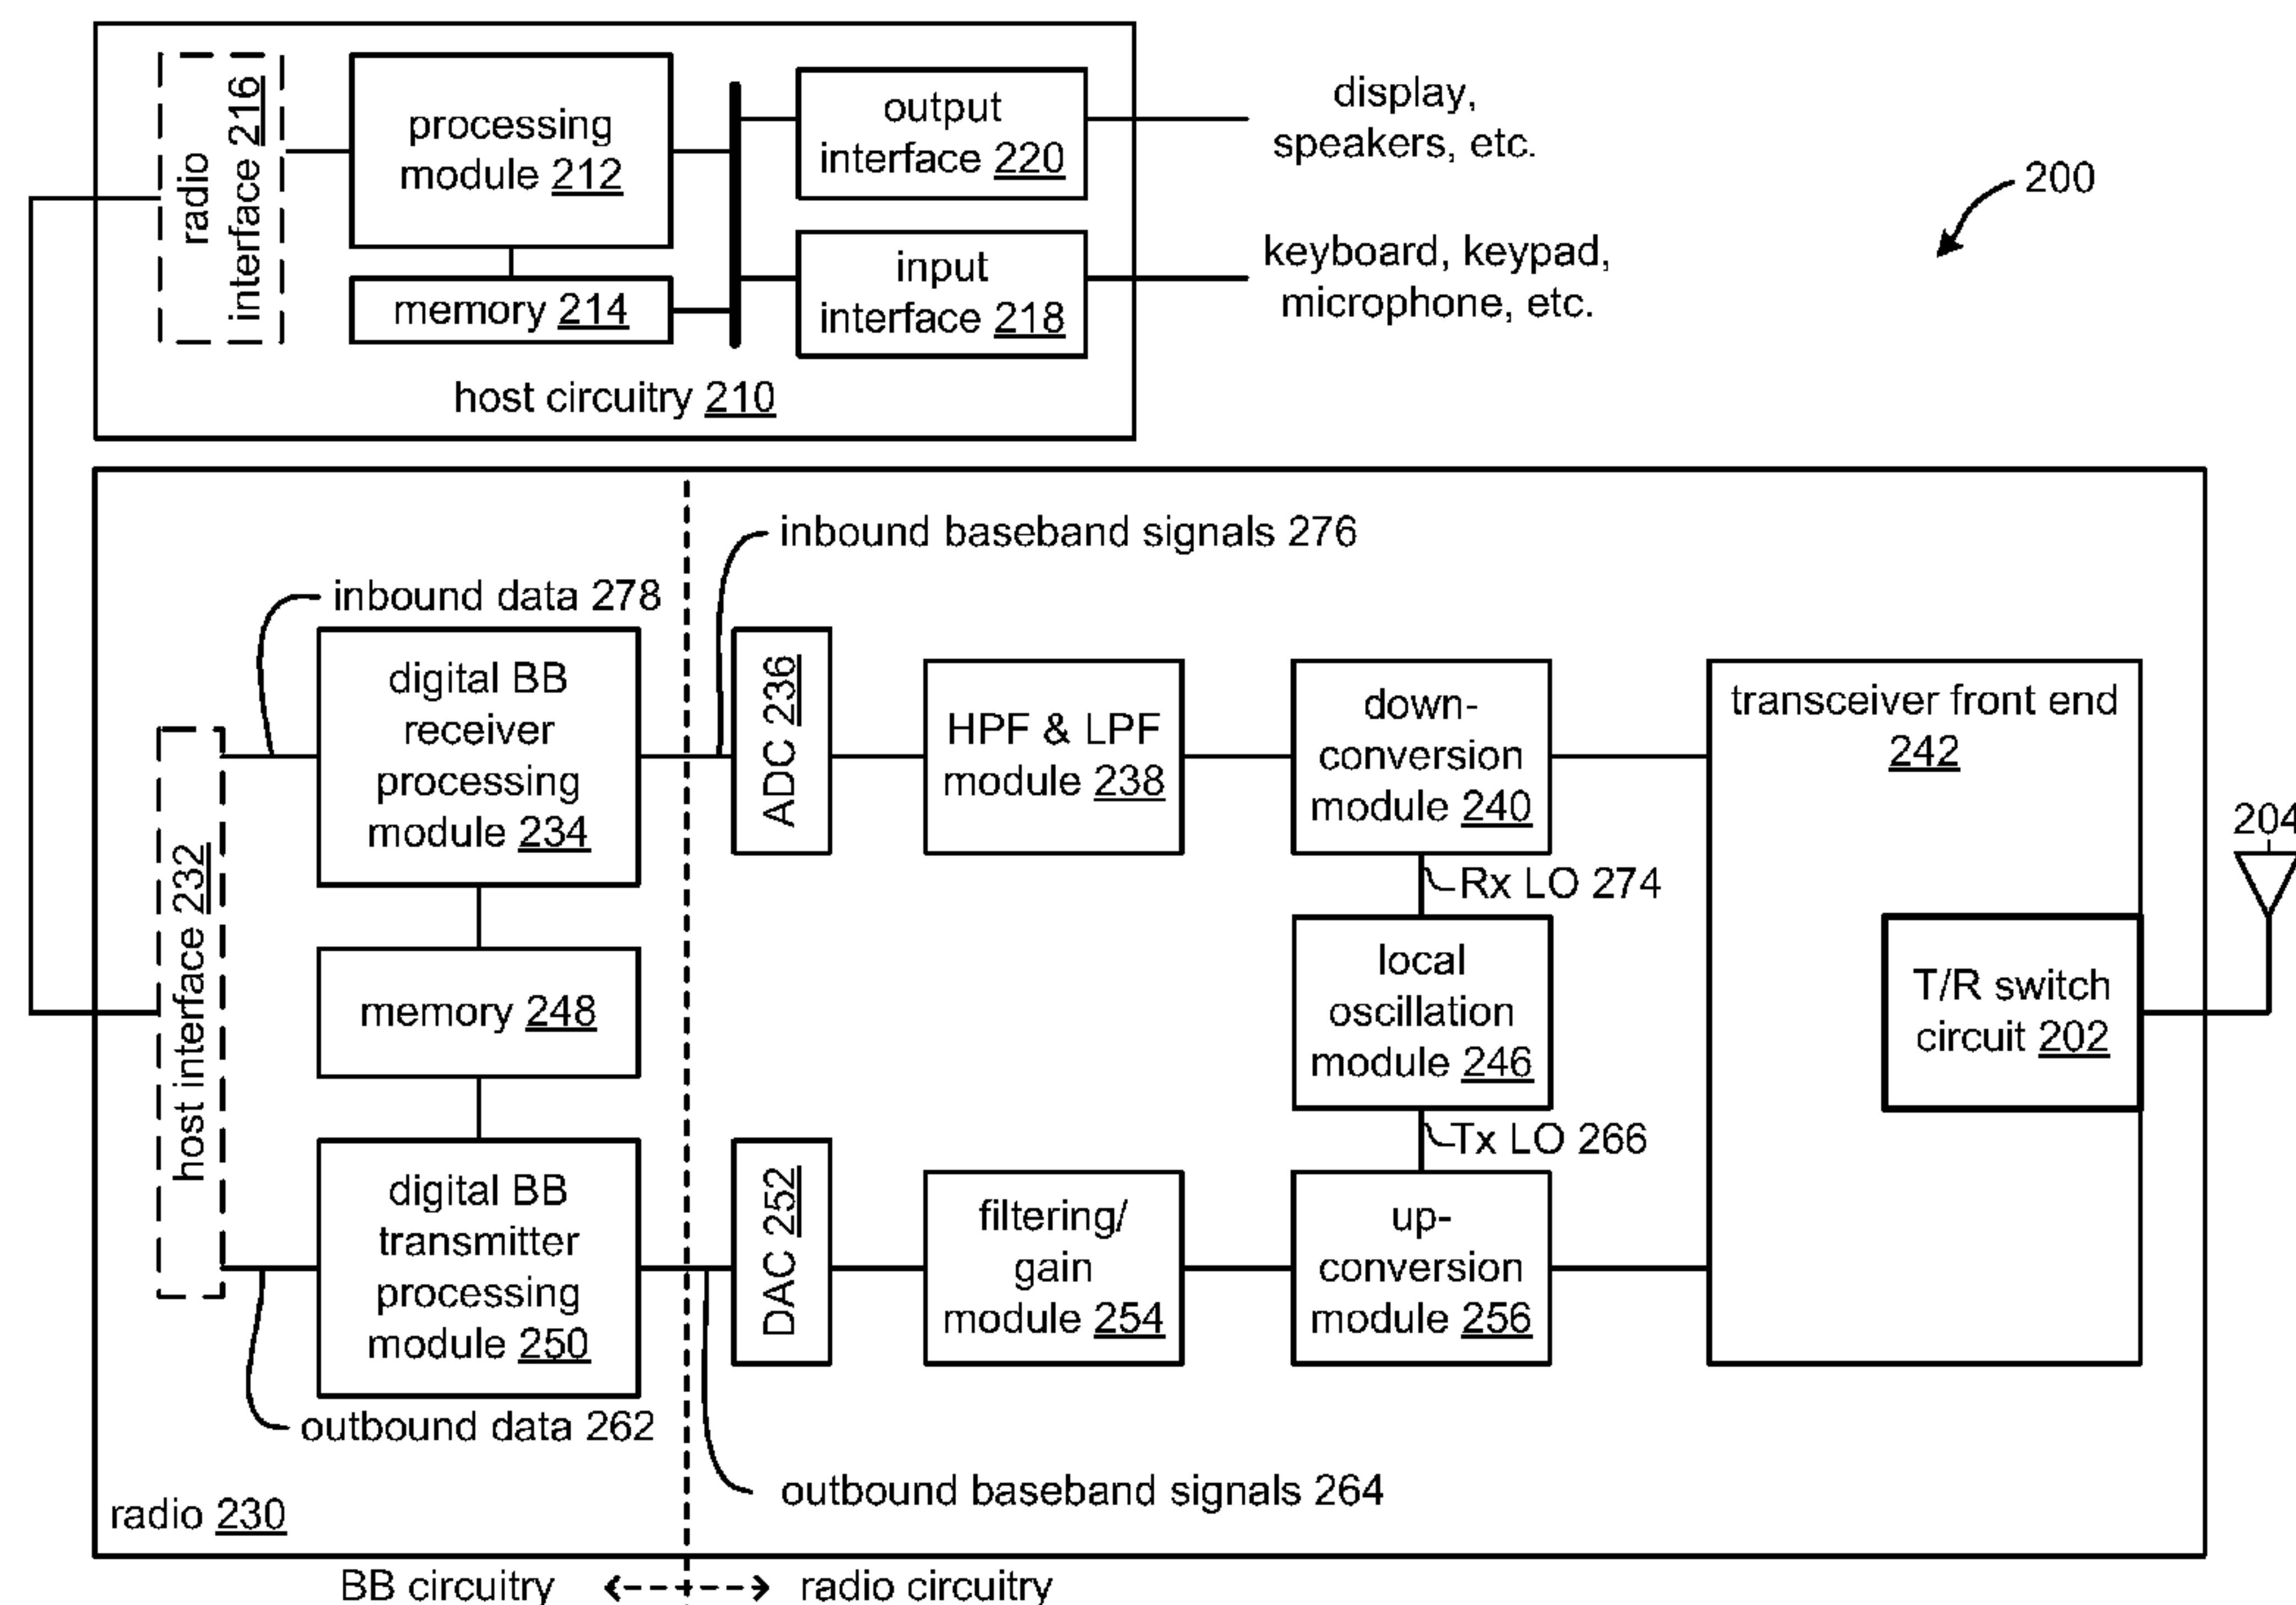 radio
interface 216
processing
module 212
memory 214
output
interface 220
input
interface 218
host circuitry 210
display,
speakers, etc.
keyboard, keypad,
microphone, etc.
200
inbound baseband signals 276
inbound data 278
digital BB
receiver
processing
module 234
ADC 236
HPF & LPF
module 238
down-
conversion
module 240
transceiver front end
242
204
Rx LO 274
host interface 232
memory 248
local
oscillation
module 246
T/R switch
circuit 202
Tx LO 266
digital BB
transmitter
processing
module 250
DAC 252
filtering/
gain
module 254
up-
conversion
module 256
outbound data 262
outbound baseband signals 264
radio 230
BB circuitry
radio circuitry